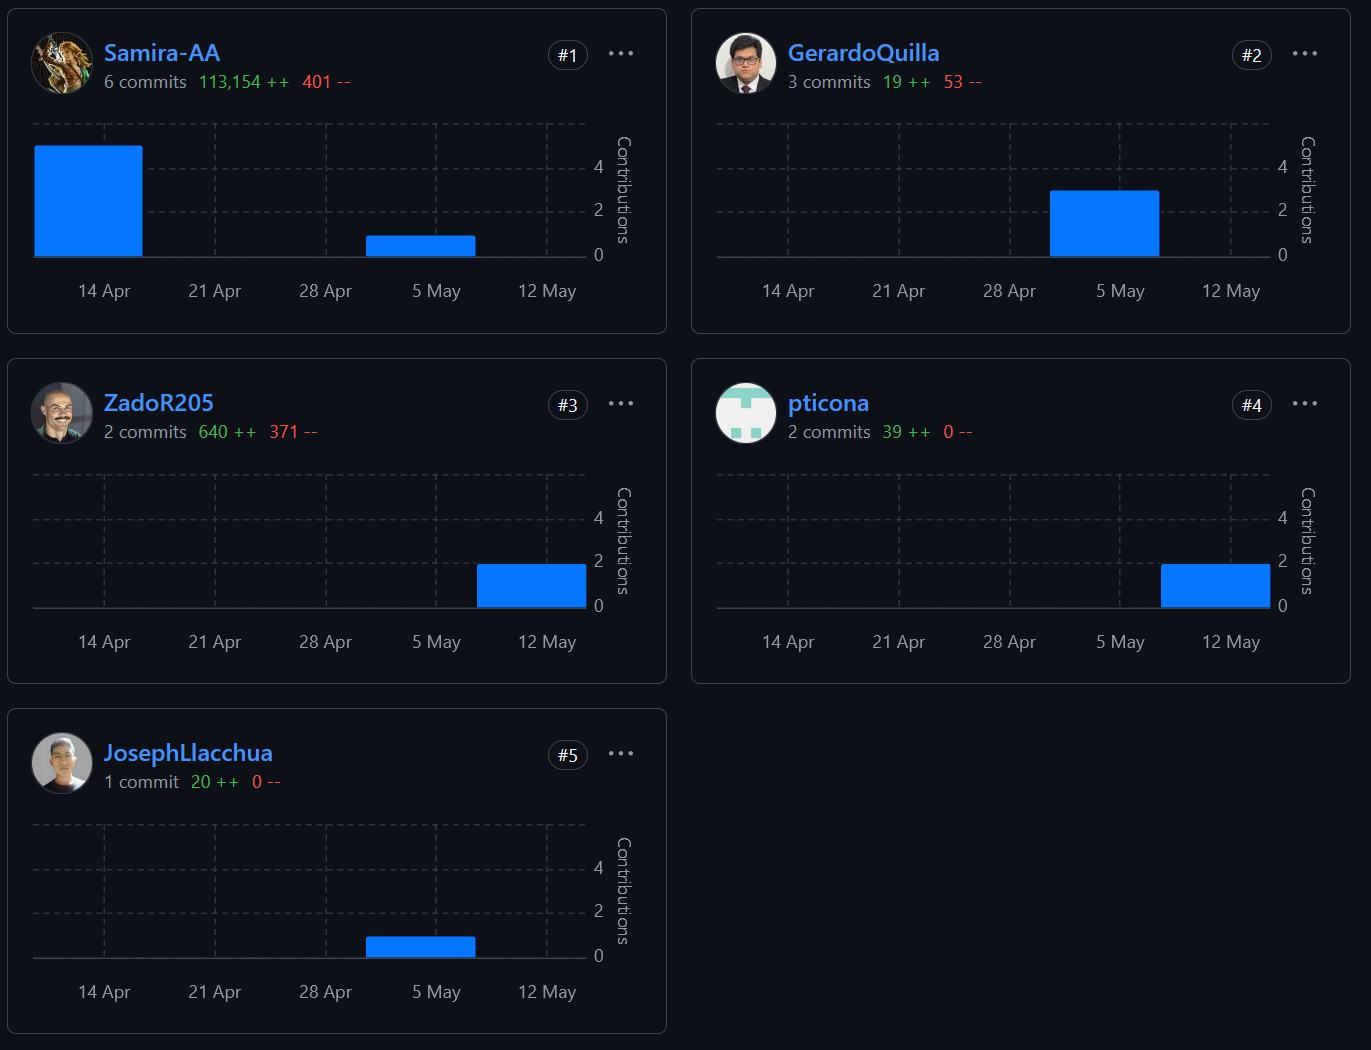 Samira-AA
#1
6 commits 113,154 ++ 401 --
Contributions
4
2
0
14 Apr 21 Apr 28 Apr 5 May 12 May
GerardoQuilla
#2
3 commits 19 ++ 53 --
Contributions
4
2
0
14 Apr 21 Apr 28 Apr 5 May 12 May
ZadoR205
#3
2 commits 640 ++ 371 --
Contributions
4
2
0
14 Apr 21 Apr 28 Apr 5 May 12 May
pticona
#4
2 commits 39 ++ 0 --
Contributions
4
2
0
14 Apr 21 Apr 28 Apr 5 May 12 May
JosephLlacchua
#5
1 commit 20 ++ 0 --
Contributions
4
2
0
14 Apr 21 Apr 28 Apr 5 May 12 May